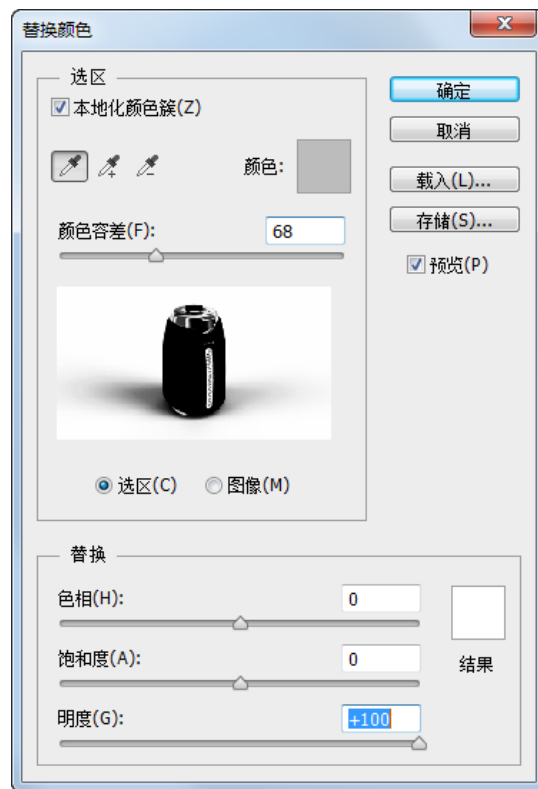 替换颜色
选区
本地化颜色簇(Z)
颜色:
颜色容差(F):
68
选区(C)
图像(M)
确定
取消
载入(L)...
存储(S)...
预览(P)
替换
色相(H):
0
饱和度(A):
0
结果
明度(G):
+100